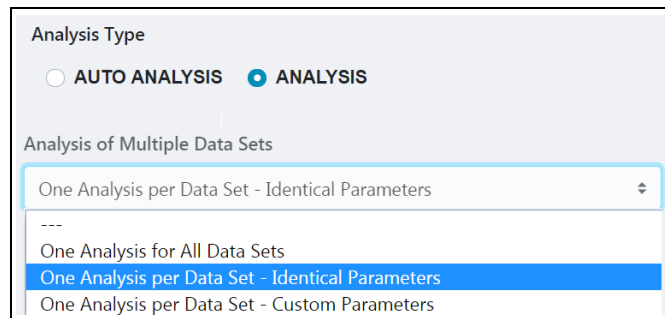 Analysis Type
AUTO ANALYSIS ANALYSIS
Analysis of Multiple Data Sets
One Analysis per Data Set - Identical Parameters
---
One Analysis for All Data Sets
One Analysis per Data Set - Identical Parameters
One Analysis per Data Set - Custom Parameters